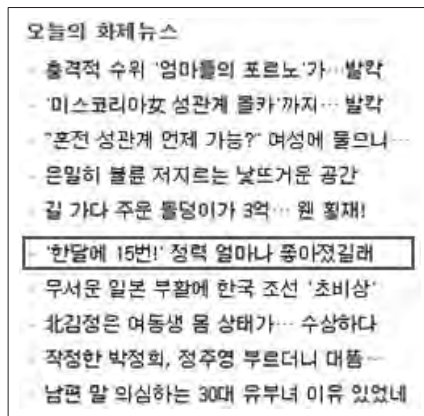 오늘의 화제뉴스
- 충격적 수위 '엄마들의 포르노'가…발칵
- '미스코리아女 성관계 몰카'까지… 발칵
- "혼전 성관계 언제 가능?" 여성에 물으니…
- 은밀히 불륜 저지르는 낯뜨거운 공간
- 길 가다 주운 돌덩이가 3억… 웬 횡재!
- '한달에 15번!' 정력 얼마나 좋아졌길래
- 무서운 일본 부활에 한국 조선 '초비상'
- 北김정은 여동생 몸 상태가… 수상하다
- 작정한 박정희, 정주영 부르더니 대뜸…
- 남편 말 의심하는 30대 유부녀 이유 있었네